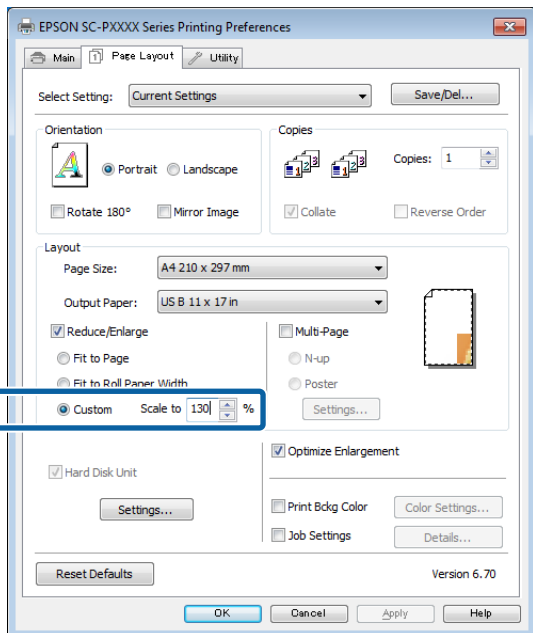 EPSON SC-PXXXX Series Printing Preferences
Main Page Layout Utility
Select Setting: Current Settings Save/Del...
Orientation Copies
Portrait Landscape Copies: 1
Rotate 180° Mirror Image Collate Reverse Order
Layout
Page Size: A4 210 x 297 mm
Output Paper: US B 11 x 17 in
Reduce/Enlarge Multi-Page
Fit to Page N-up
Fit to Roll Paper Width Poster
Custom Scale to 130 % Settings...
Optimize Enlargement
Hard Disk Unit
Settings... Print Bckg Color Color Settings...
Job Settings Details...
Reset Defaults Version 6.70
OK Cancel Apply Help